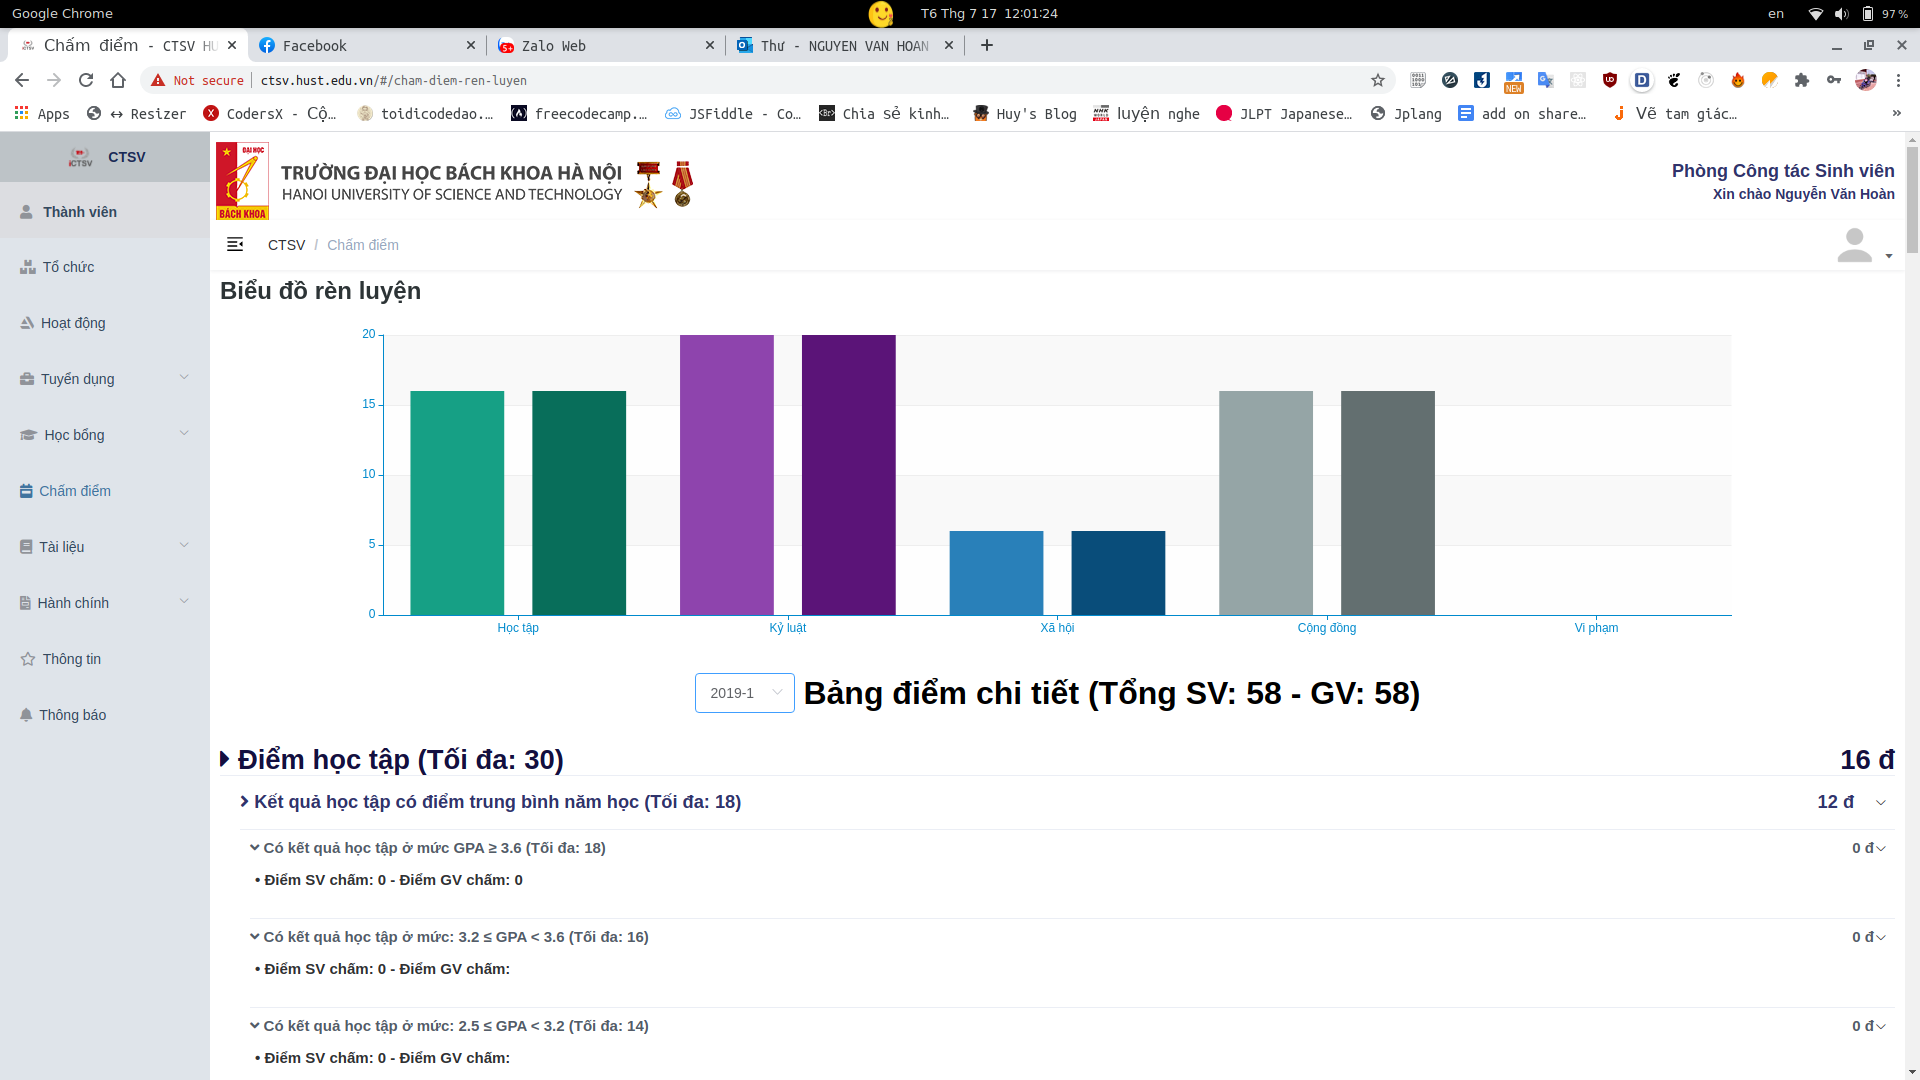 Google Chrome
T6 Thg 7 17 12:01:24
en
97%
Chấm điểm - CTSV HU
Facebook
Zalo Web
Thư - NGUYEN VAN HOAN
Not secure
ctsv.hust.edu.vn/#/cham-diem-ren-luyen
NEW
Apps
↔ Resizer
CodersX - Cộ…
toidicodedao.…
freecodecamp.…
JSFiddle - Co…
Chia sẻ kinh…
Huy's Blog
luyện nghe
JLPT Japanese…
Jplang
add on share…
Vẽ tam giác…
»
iCTSV
CTSV
Thành viên
Tổ chức
Hoạt động
Tuyển dụng
Học bổng
Chấm điểm
Tài liệu
Hành chính
Thông tin
Thông báo
ĐẠI HỌC
BÁCH KHOA
TRƯỜNG ĐẠI HỌC BÁCH KHOA HÀ NỘI
HANOI UNIVERSITY OF SCIENCE AND TECHNOLOGY
Phòng Công tác Sinh viên
Xin chào Nguyễn Văn Hoàn
CTSV / Chấm điểm
Biểu đồ rèn luyện
20
15
10
5
0
Học tập
Kỷ luật
Xã hội
Cộng đồng
Vi phạm
2019-1
Bảng điểm chi tiết (Tổng SV: 58 - GV: 58)
Điểm học tập (Tối đa: 30)
16 đ
Kết quả học tập có điểm trung bình năm học (Tối đa: 18)
12 đ
Có kết quả học tập ở mức GPA ≥ 3.6 (Tối đa: 18)
0 đ
• Điểm SV chấm: 0 - Điểm GV chấm: 0
Có kết quả học tập ở mức: 3.2 ≤ GPA < 3.6 (Tối đa: 16)
0 đ
• Điểm SV chấm: 0 - Điểm GV chấm:
Có kết quả học tập ở mức: 2.5 ≤ GPA < 3.2 (Tối đa: 14)
0 đ
• Điểm SV chấm: 0 - Điểm GV chấm: